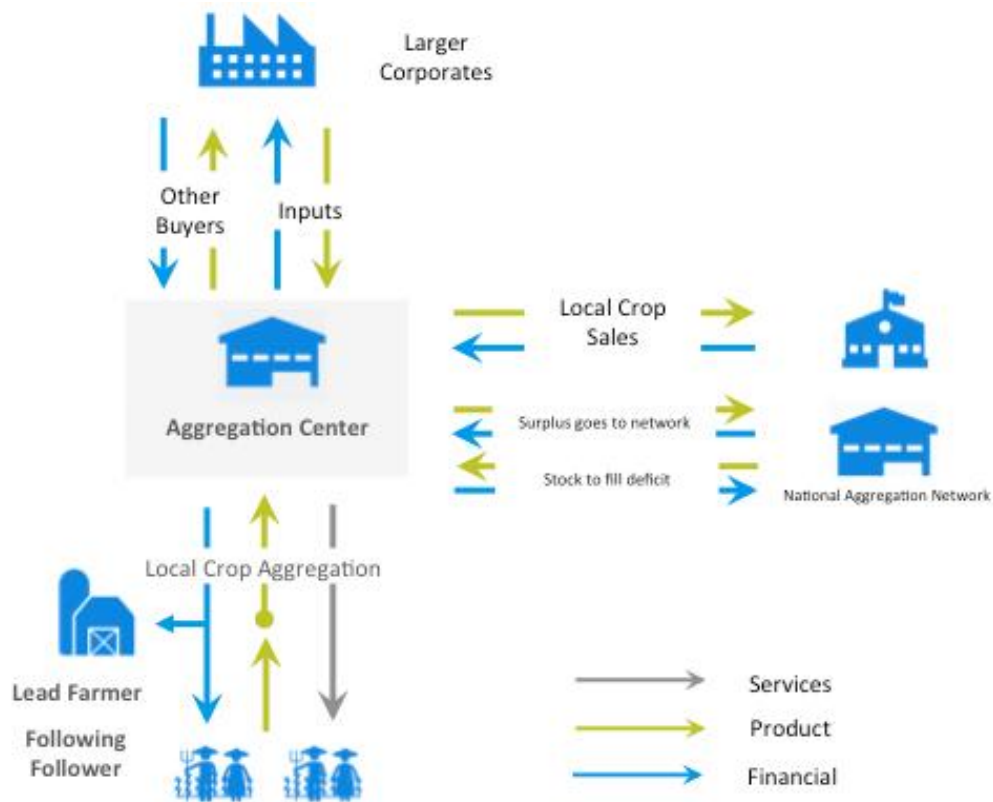 Larger
Corporates
Other
Buyers
Inputs
Local Crop
Sales
Aggregation Center
Surplus goes to network
Stock to fill deficit
National Aggregation Network
Local Crop Aggregation
Lead Farmer
Following
Follower
Services
Product
Financial